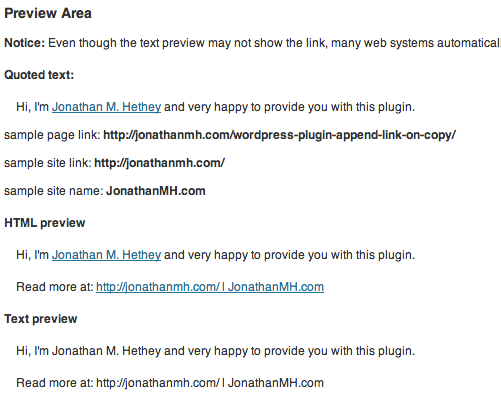 Preview Area
Notice: Even though the text preview may not show the link, many web systems automatical
Quoted text:
Hi, I'm Jonathan M. Hethey and very happy to provide you with this plugin.
sample page link: http://jonathanmh.com/wordpress-plugin-append-link-on-copy/
sample site link: http://jonathanmh.com/
sample site name: JonathanMH.com
HTML preview
Hi, I'm Jonathan M. Hethey and very happy to provide you with this plugin.
Read more at: http://jonathanmh.com/ | JonathanMH.com
Text preview
Hi, I'm Jonathan M. Hethey and very happy to provide you with this plugin.
Read more at: http://jonathanmh.com/ | JonathanMH.com